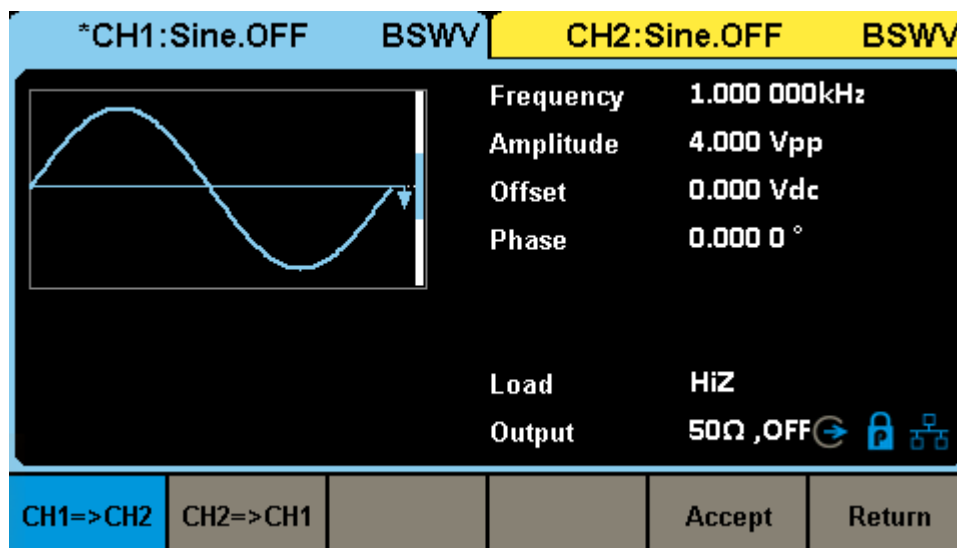 *CH1:Sine.OFF BSWV CH2:Sine.OFF BSWV
Frequency 1.000 000kHz
Amplitude 4.000 Vpp
Offset 0.000 Vdc
Phase 0.000 0 °
Load HiZ
Output 50Ω ,OFF P
CH1=>CH2 CH2=>CH1 Accept Return